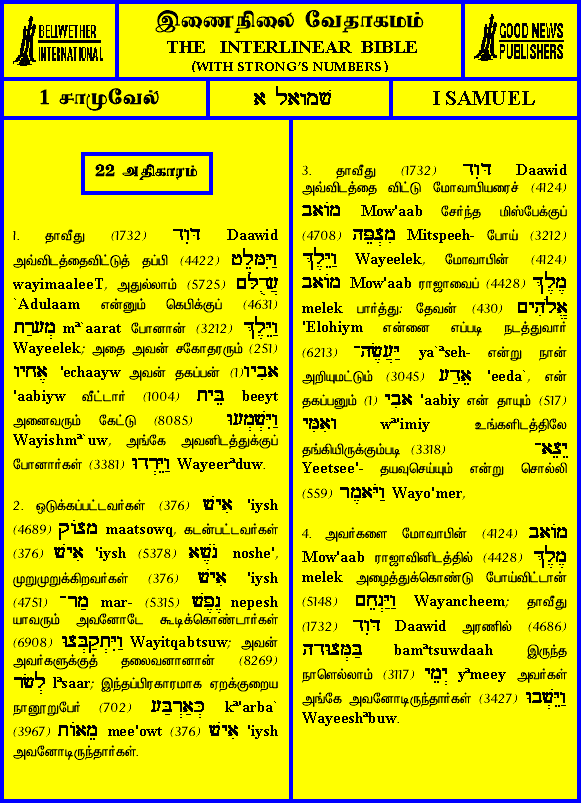 BELLWETHER
INTERNATIONAL
இணைநிலை வேதாகமம்
THE INTERLINEAR BIBLE
(WITH STRONG'S NUMBERS)
GOOD NEWS
PUBLISHERS
1 சாமுவேல்
שמואל א
I SAMUEL
22 அதிகாரம்
1. தாவீது (1732) דָּוִד Daawid
அவ்விடத்தைவிட்டுத் தப்பி (4422) וַיִּמָּלֵט
wayimaaleeT, அதுல்லாம் (5725) עֲדֻלָּם
`Adulaam என்னும் கெபிக்குப் (4631)
מְעָרַת mª`aarat போனான் (3212) וַיֵּלֶךְ
Wayeelek; அதை அவன் சகோதரரும் (251)
אֶחָיו 'echaayw அவன் தகப்பன் (1)אָבִיו
'aabiyw வீட்டார் (1004) בֵּית beeyt
அனைவரும் கேட்டு (8085) וַיִּשְׁמְעוּ
Wayishmª`uw, அங்கே அவனிடத்துக்குப்
போனார்கள் (3381) וַיֵּרְדוּ Wayeerªduw.
2. ஒடுக்கப்பட்டவர்கள் (376) אִישׁ 'iysh
(4689) מָצוֹק maatsowq, கடன்பட்டவர்கள்
(376) אִישׁ 'iysh (5378) נֹשֶׁא noshe',
முறுமுறுக்கிறவர்கள் (376) אִישׁ 'iysh
(4751) מַר־ mar- (5315) נֶפֶשׁ nepesh
யாவரும் அவனோடே கூடிக்கொண்டார்கள்
(6908) וַיִּתְקַבְּצוּ Wayitqabtsuw; அவன்
அவர்களுக்குத் தலைவனானான் (8269)
לְשָׂר lªsaar; இந்தப்பிரகாரமாக ஏறக்குறைய
நானூறுபேர் (702) כְּאַרְבַּע kª'arba`
(3967) מֵאוֹת mee'owt (376) אִישׁ 'iysh
அவனோடிருந்தார்கள்.
3. தாவீது (1732) דָּוִד Daawid
அவ்விடத்தை விட்டு மோவாபியரைச் (4124)
מוֹאָב Mow'aab சேர்ந்த மிஸ்பேக்குப்
(4708) מִצְפֵּה Mitspeeh- போய் (3212)
וַיֵּלֶךְ Wayeelek, மோவாபின் (4124)
מוֹאָב Mow'aab ராஜாவைப் (4428) מֶלֶךְ
melek பார்த்து: தேவன் (430) אֱלֹהִים
'Elohiym என்னை எப்படி நடத்துவார்
(6213) יַּעֲשֶׂה־ ya`ªseh- என்று நான்
அறியுமட்டும் (3045) אֵדַע 'eeda`, என்
தகப்பனும் (1) אָבִי 'aabiy என் தாயும் (517)
וְאִמִּי wª'imiy உங்களிடத்திலே
தங்கியிருக்கும்படி (3318) יֵצֵא־
Yeetsee'- தயவுசெய்யும் என்று சொல்லி
(559) וַיֹּאמֶר Wayo'mer,
4. அவர்களை மோவாபின் (4124) מוֹאָב
Mow'aab ராஜாவினிடத்தில் (4428) מֶלֶךְ
melek அழைத்துக்கொண்டு போய்விட்டான்
(5148) וַיַּנְחֵם Wayancheem; தாவீது
(1732) דָּוִד Daawid அரணில் (4686)
בַּמְּצוּדָה bamªtsuwdaah இருந்த
நாளெல்லாம் (3117) יְמֵי yªmeey அவர்கள்
அங்கே அவனோடிருந்தார்கள் (3427) וַיֵּשְׁבוּ
Wayeeshªbuw.